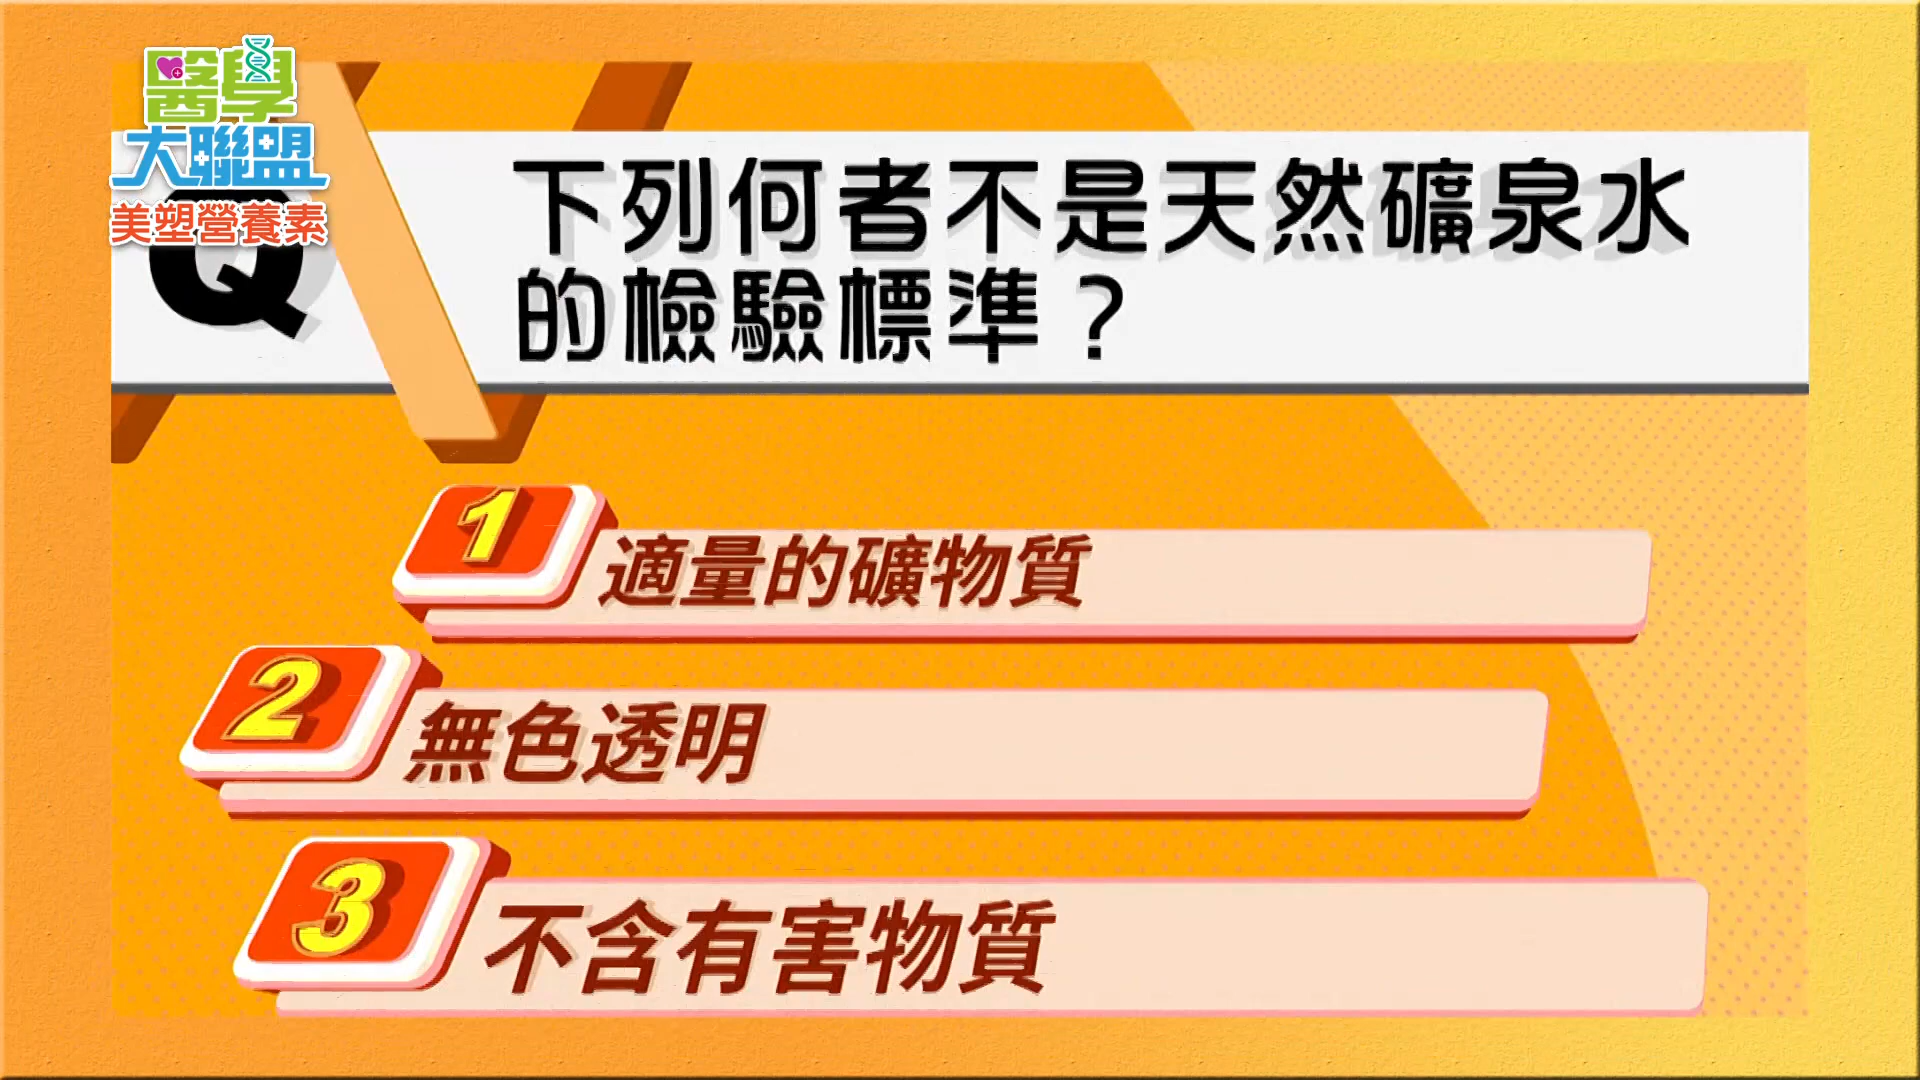 醫學
大聯盟
美塑營養素
Q
下列何者不是天然礦泉水
的檢驗標準？
1 適量的礦物質
2 無色透明
3 不含有害物質